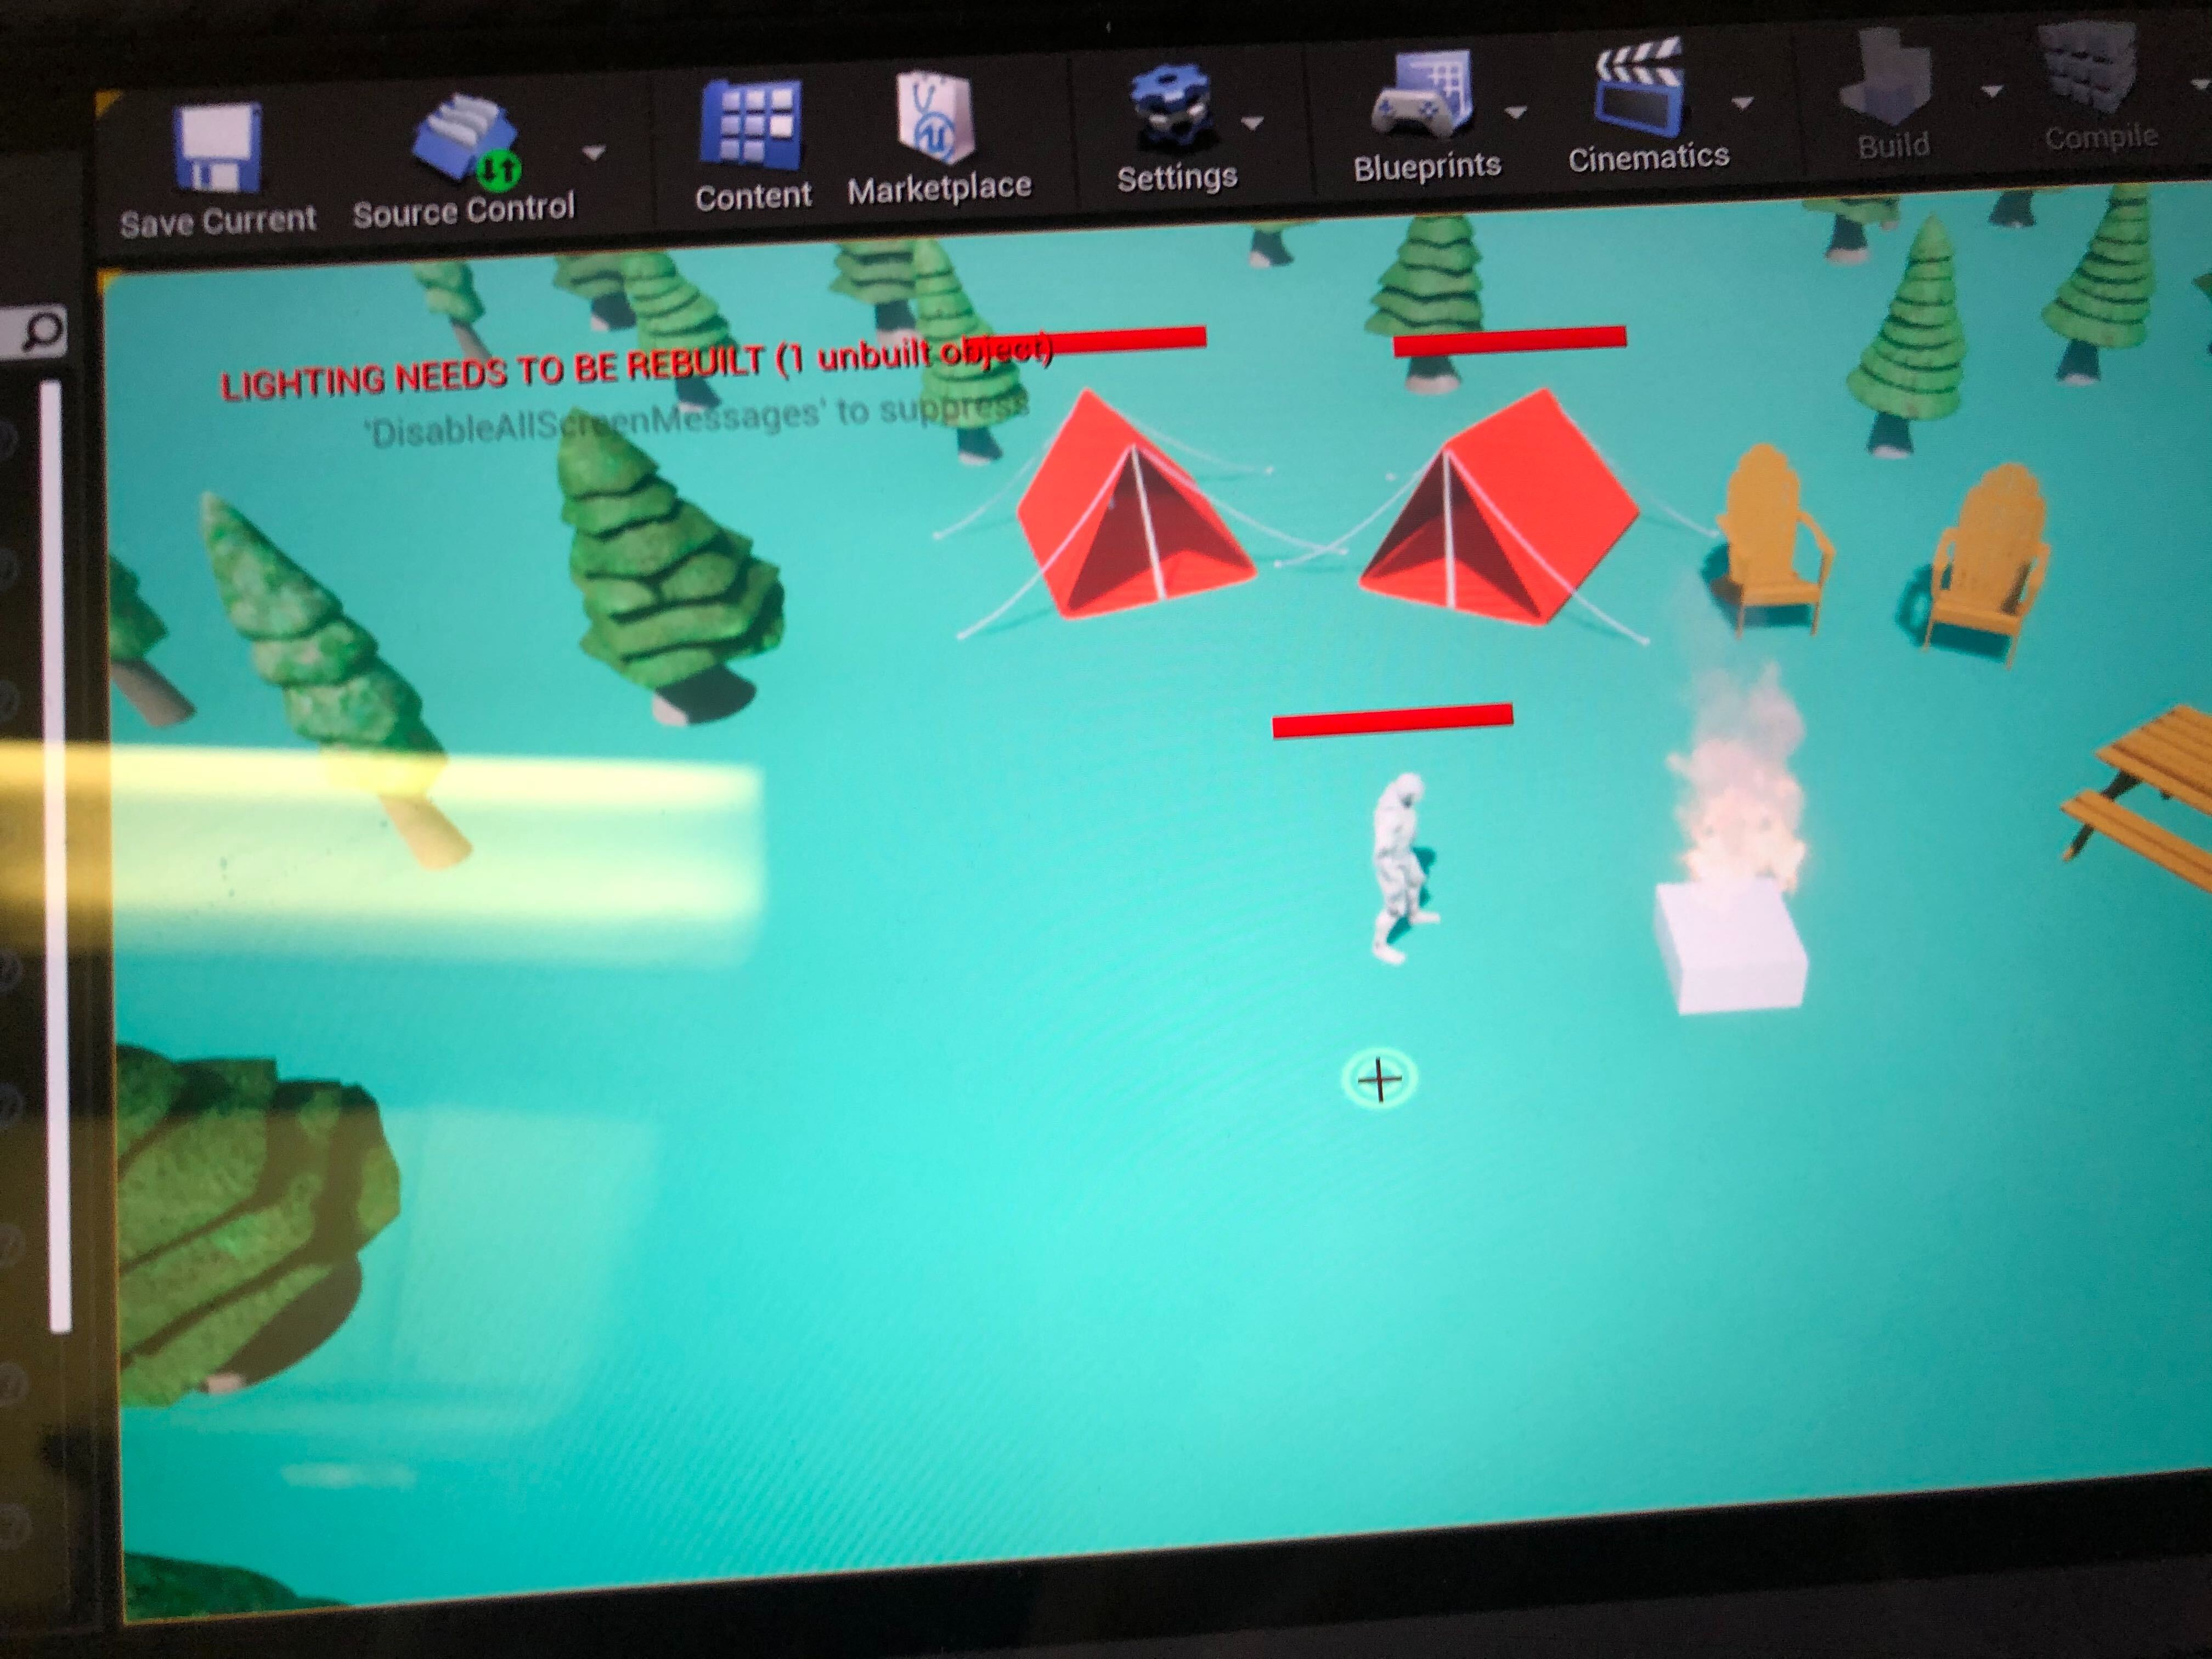 Save Current
Source Control
Content
Marketplace
Settings
Blueprints
Cinematics
Build
Compile
LIGHTING NEEDS TO BE REBUILT (1 unbuilt object)
'DisableAllScreenMessages' to suppress